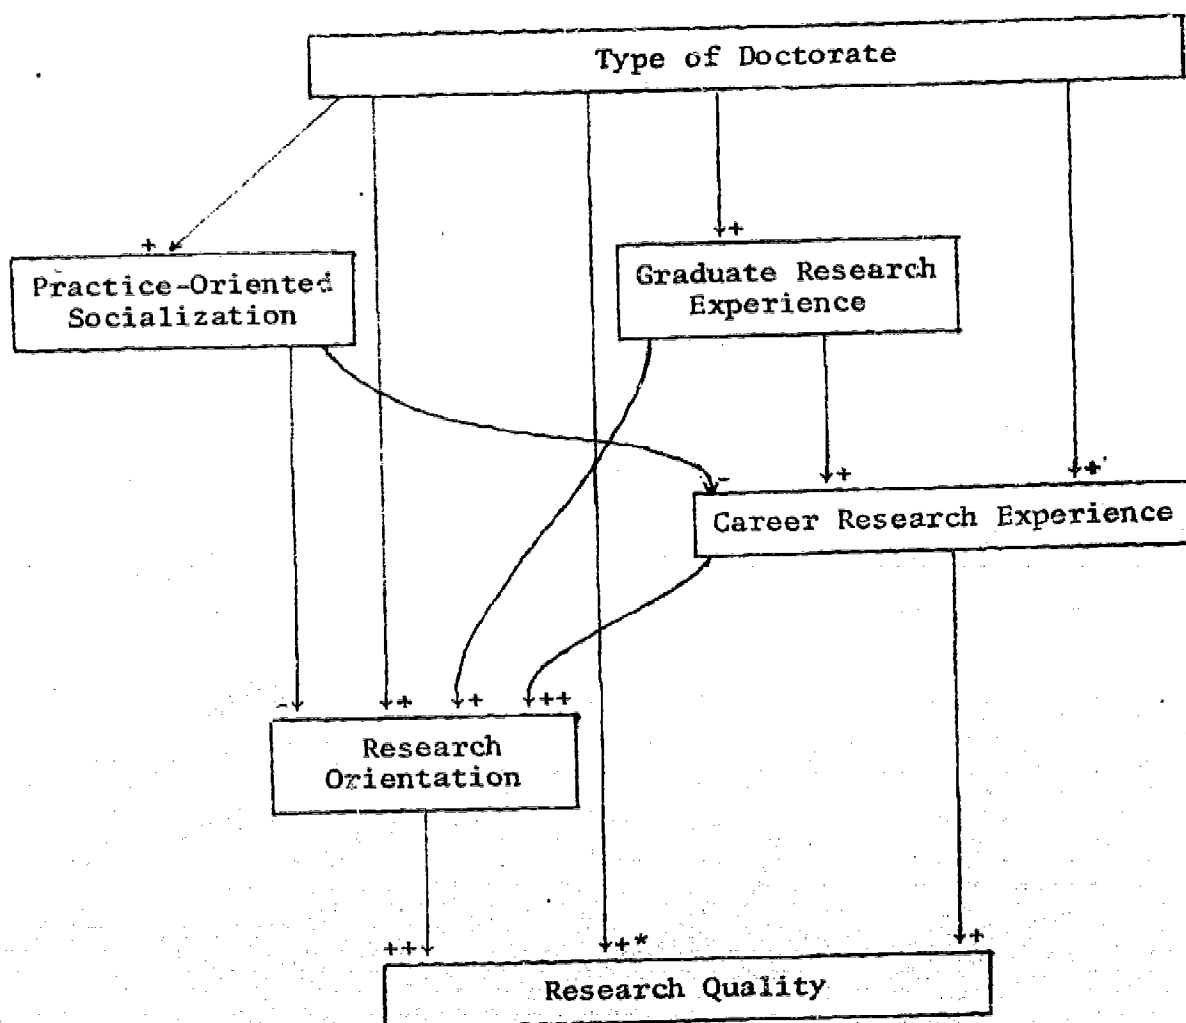 Type of Doctorate
+
+
Practice-Oriented
Socialization
Graduate Research
Experience
-
+
+
Career Research Experience
-
+
+
++
Research
Orientation
++
+*
+
Research Quality